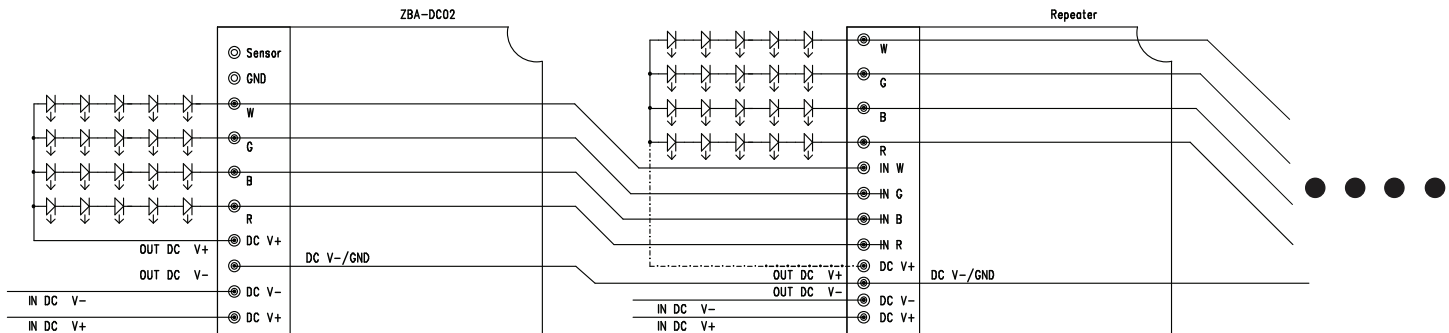 ZBA-DC02
Sensor
GND
W
G
B
R
DC V+
OUT DC V+
DC V-/GND
OUT DC V-
DC V-
IN DC V-
DC V+
IN DC V+
Repeater
W
G
B
R
IN W
IN G
IN B
IN R
DC V+
OUT DC V+
DC V-/GND
OUT DC V-
DC V-
IN DC V-
DC V+
IN DC V+